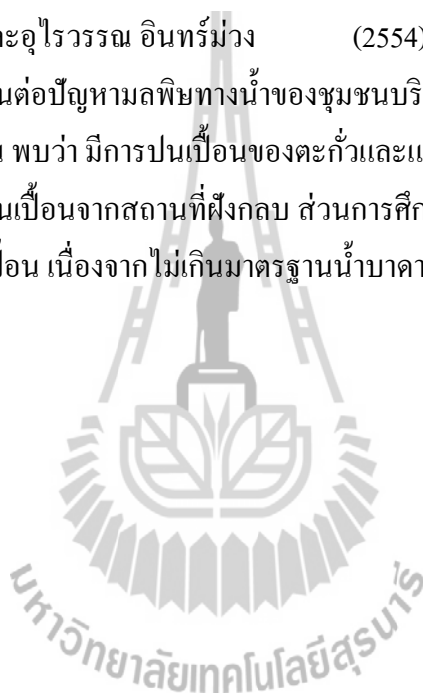 ะอุไรวรรณ อินทร์ม่วง (2554)
นต่อปัญหามลพิษทางน้ำของชุมชนบริ
น พบว่า มีการปนเปื้อนของตะกั่วและแ
นเปื้อนจากสถานที่ฝังกลบ ส่วนการศึก
ปื้อน เนื่องจากไม่เกินมาตรฐานน้ำบาดา
มหาวิทยาลัยเทคโนโลยีสุรนารี